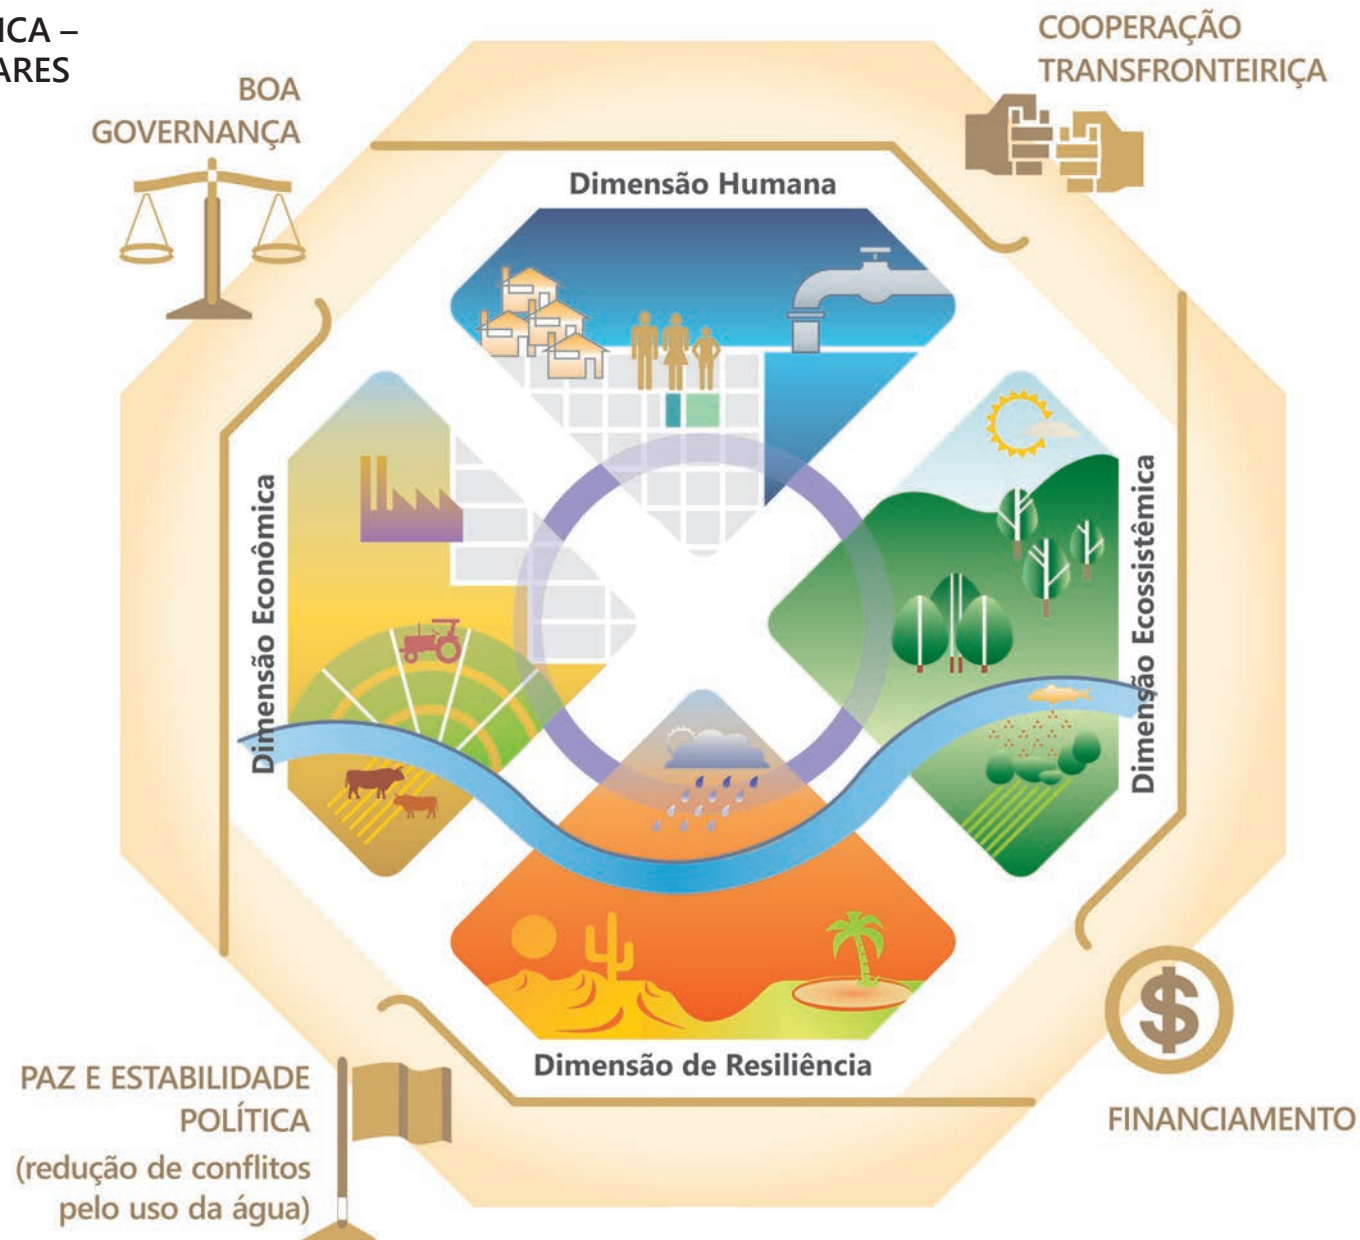 ICA –
ARES
BOA
GOVERNANÇA
COOPERAÇÃO
TRANSFRONTEIRIÇA
Dimensão Humana
Dimensão Econômica
Dimensão Ecossistêmica
Dimensão de Resiliência
PAZ E ESTABILIDADE
POLÍTICA
(redução de conflitos
pelo uso da água)
$
FINANCIAMENTO